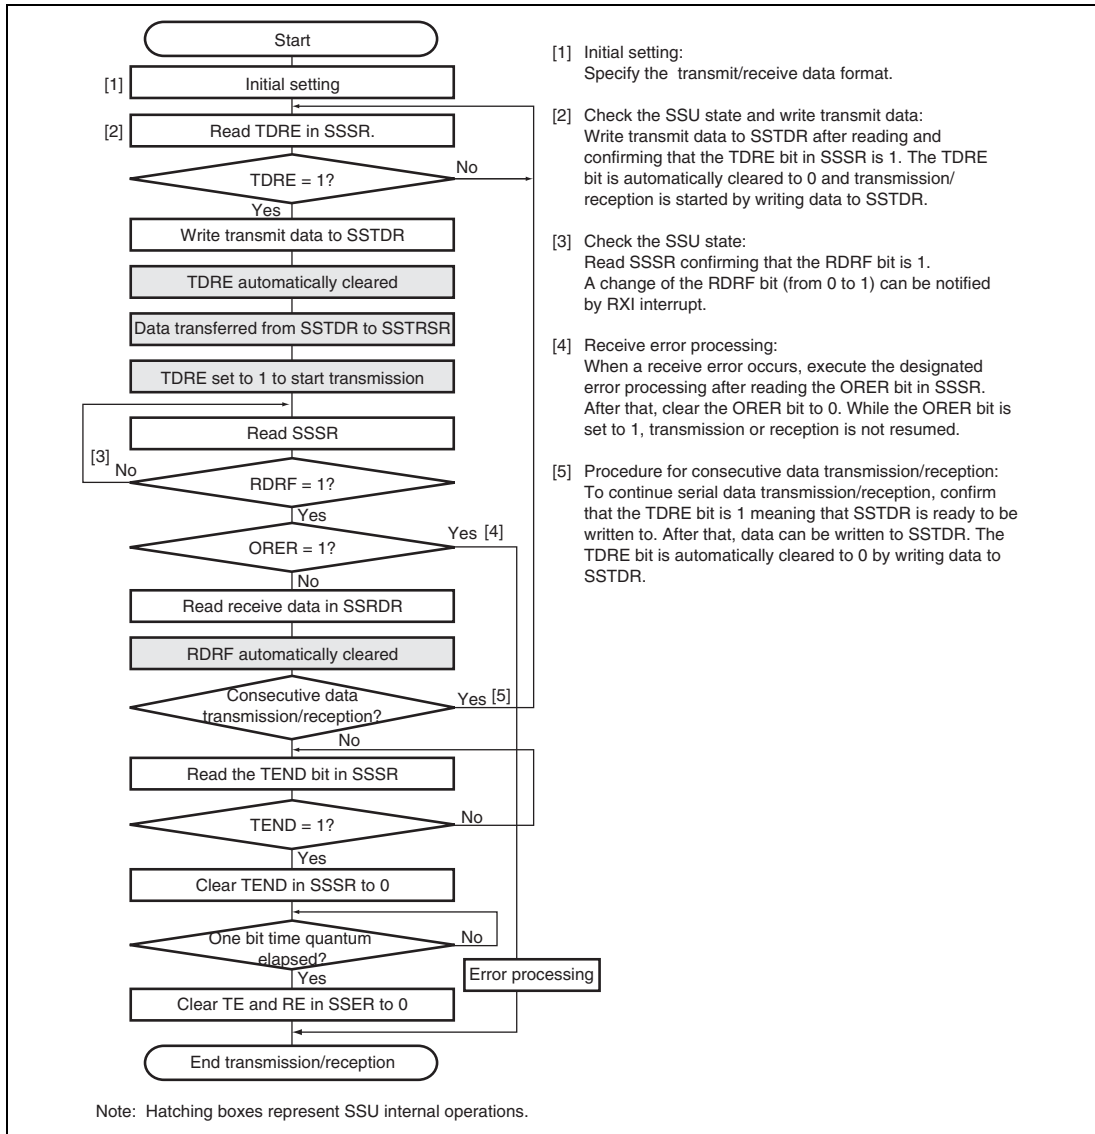 Start
[1] Initial setting
[2] Read TDRE in SSSR.
TDRE = 1?
No
Yes
Write transmit data to SSTDR
TDRE automatically cleared
Data transferred from SSTDR to SSTRSR
TDRE set to 1 to start transmission
Read SSSR
[3]
No
RDRF = 1?
Yes
ORER = 1?
Yes [4]
No
Read receive data in SSRDR
RDRF automatically cleared
Consecutive data
transmission/reception?
Yes [5]
No
Read the TEND bit in SSSR
TEND = 1?
No
Yes
Clear TEND in SSSR to 0
One bit time quantum
elapsed?
No
Yes
Error processing
Clear TE and RE in SSER to 0
End transmission/reception
[1] Initial setting:
Specify the transmit/receive data format.
[2] Check the SSU state and write transmit data:
Write transmit data to SSTDR after reading and
confirming that the TDRE bit in SSSR is 1. The TDRE
bit is automatically cleared to 0 and transmission/
reception is started by writing data to SSTDR.
[3] Check the SSU state:
Read SSSR confirming that the RDRF bit is 1.
A change of the RDRF bit (from 0 to 1) can be notified
by RXI interrupt.
[4] Receive error processing:
When a receive error occurs, execute the designated
error processing after reading the ORER bit in SSSR.
After that, clear the ORER bit to 0. While the ORER bit is
set to 1, transmission or reception is not resumed.
[5] Procedure for consecutive data transmission/reception:
To continue serial data transmission/reception, confirm
that the TDRE bit is 1 meaning that SSTDR is ready to be
written to. After that, data can be written to SSTDR. The
TDRE bit is automatically cleared to 0 by writing data to
SSTDR.
Note: Hatching boxes represent SSU internal operations.